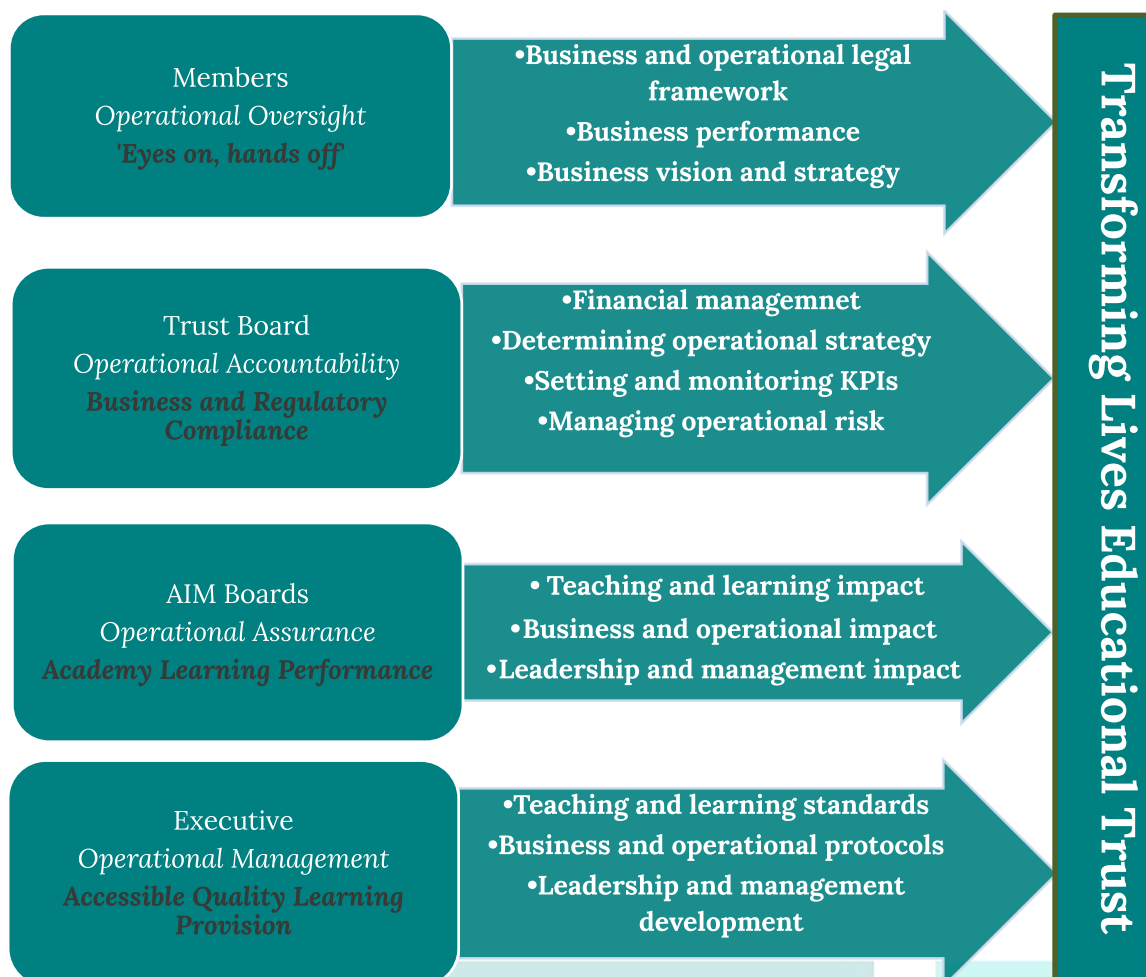 Members
Operational Oversight
'Eyes on, hands off'
•Business and operational legal
framework
•Business performance
•Business vision and strategy
Trust Board
Operational Accountability
Business and Regulatory
Compliance
•Financial managemnet
•Determining operational strategy
•Setting and monitoring KPIs
•Managing operational risk
AIM Boards
Operational Assurance
Academy Learning Performance
• Teaching and learning impact
•Business and operational impact
•Leadership and management impact
Executive
Operational Management
Accessible Quality Learning
Provision
•Teaching and learning standards
•Business and operational protocols
•Leadership and management
development
Transforming Lives Educational Trust